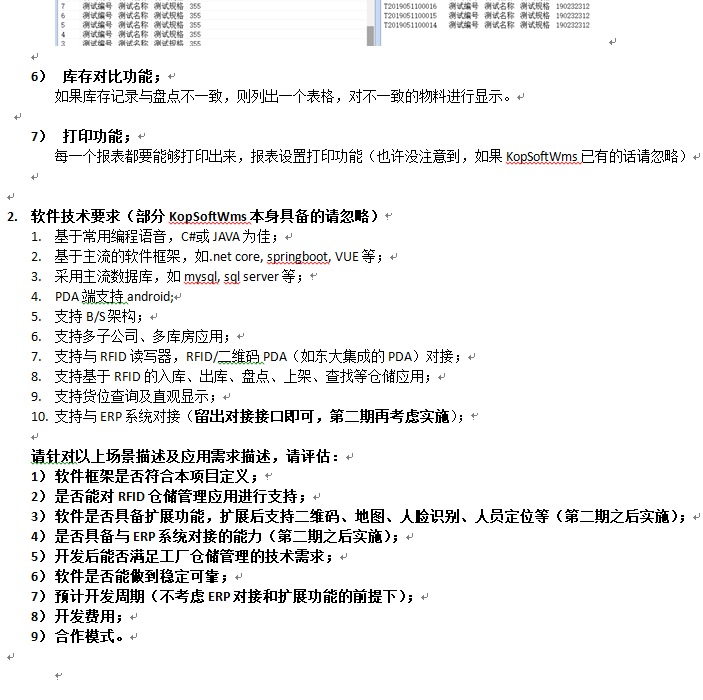 7 测试编号 测试名称 测试规格 355
6 测试编号 测试名称 测试规格 355
5 测试编号 测试名称 测试规格 355
4 测试编号 测试名称 测试规格 355
3 测试编号 测试名称 测试规格 355
T2019051100016 测试编号 测试名称 测试规格 190232312
T2019051100015 测试编号 测试名称 测试规格 190232312
T2019051100014 测试编号 测试名称 测试规格 190232312
6） 库存对比功能；
如果库存记录与盘点不一致，则列出一个表格，对不一致的物料进行显示。
7） 打印功能；
每一个报表都要能够打印出来，报表设置打印功能（也许没注意到，如果 KopSoftWms 已有的话请忽略）
2. 软件技术要求（部分 KopSoftWms 本身具备的请忽略）
1. 基于常用编程语音，C#或 JAVA 为佳；
2. 基于主流的软件框架，如.net core, springboot, VUE 等；
3. 采用主流数据库，如 mysql, sql server 等；
4. PDA 端支持 android;
5. 支持 B/S 架构；
6. 支持多子公司、多库房应用；
7. 支持与 RFID 读写器，RFID/二维码 PDA（如东大集成的 PDA）对接；
8. 支持基于 RFID 的入库、出库、盘点、上架、查找等仓储应用；
9. 支持货位查询及直观显示；
10. 支持与 ERP 系统对接（留出对接接口即可，第二期再考虑实施）；
请针对以上场景描述及应用需求描述，请评估：
1）软件框架是否符合本项目定义；
2）是否能对 RFID 仓储管理应用进行支持；
3）软件是否具备扩展功能，扩展后支持二维码、地图、人脸识别、人员定位等（第二期之后实施）；
4）是否具备与 ERP 系统对接的能力（第二期之后实施）；
5）开发后能否满足工厂仓储管理的技术需求；
6）软件是否能做到稳定可靠；
7）预计开发周期（不考虑 ERP 对接和扩展功能的前提下）；
8）开发费用；
9）合作模式。